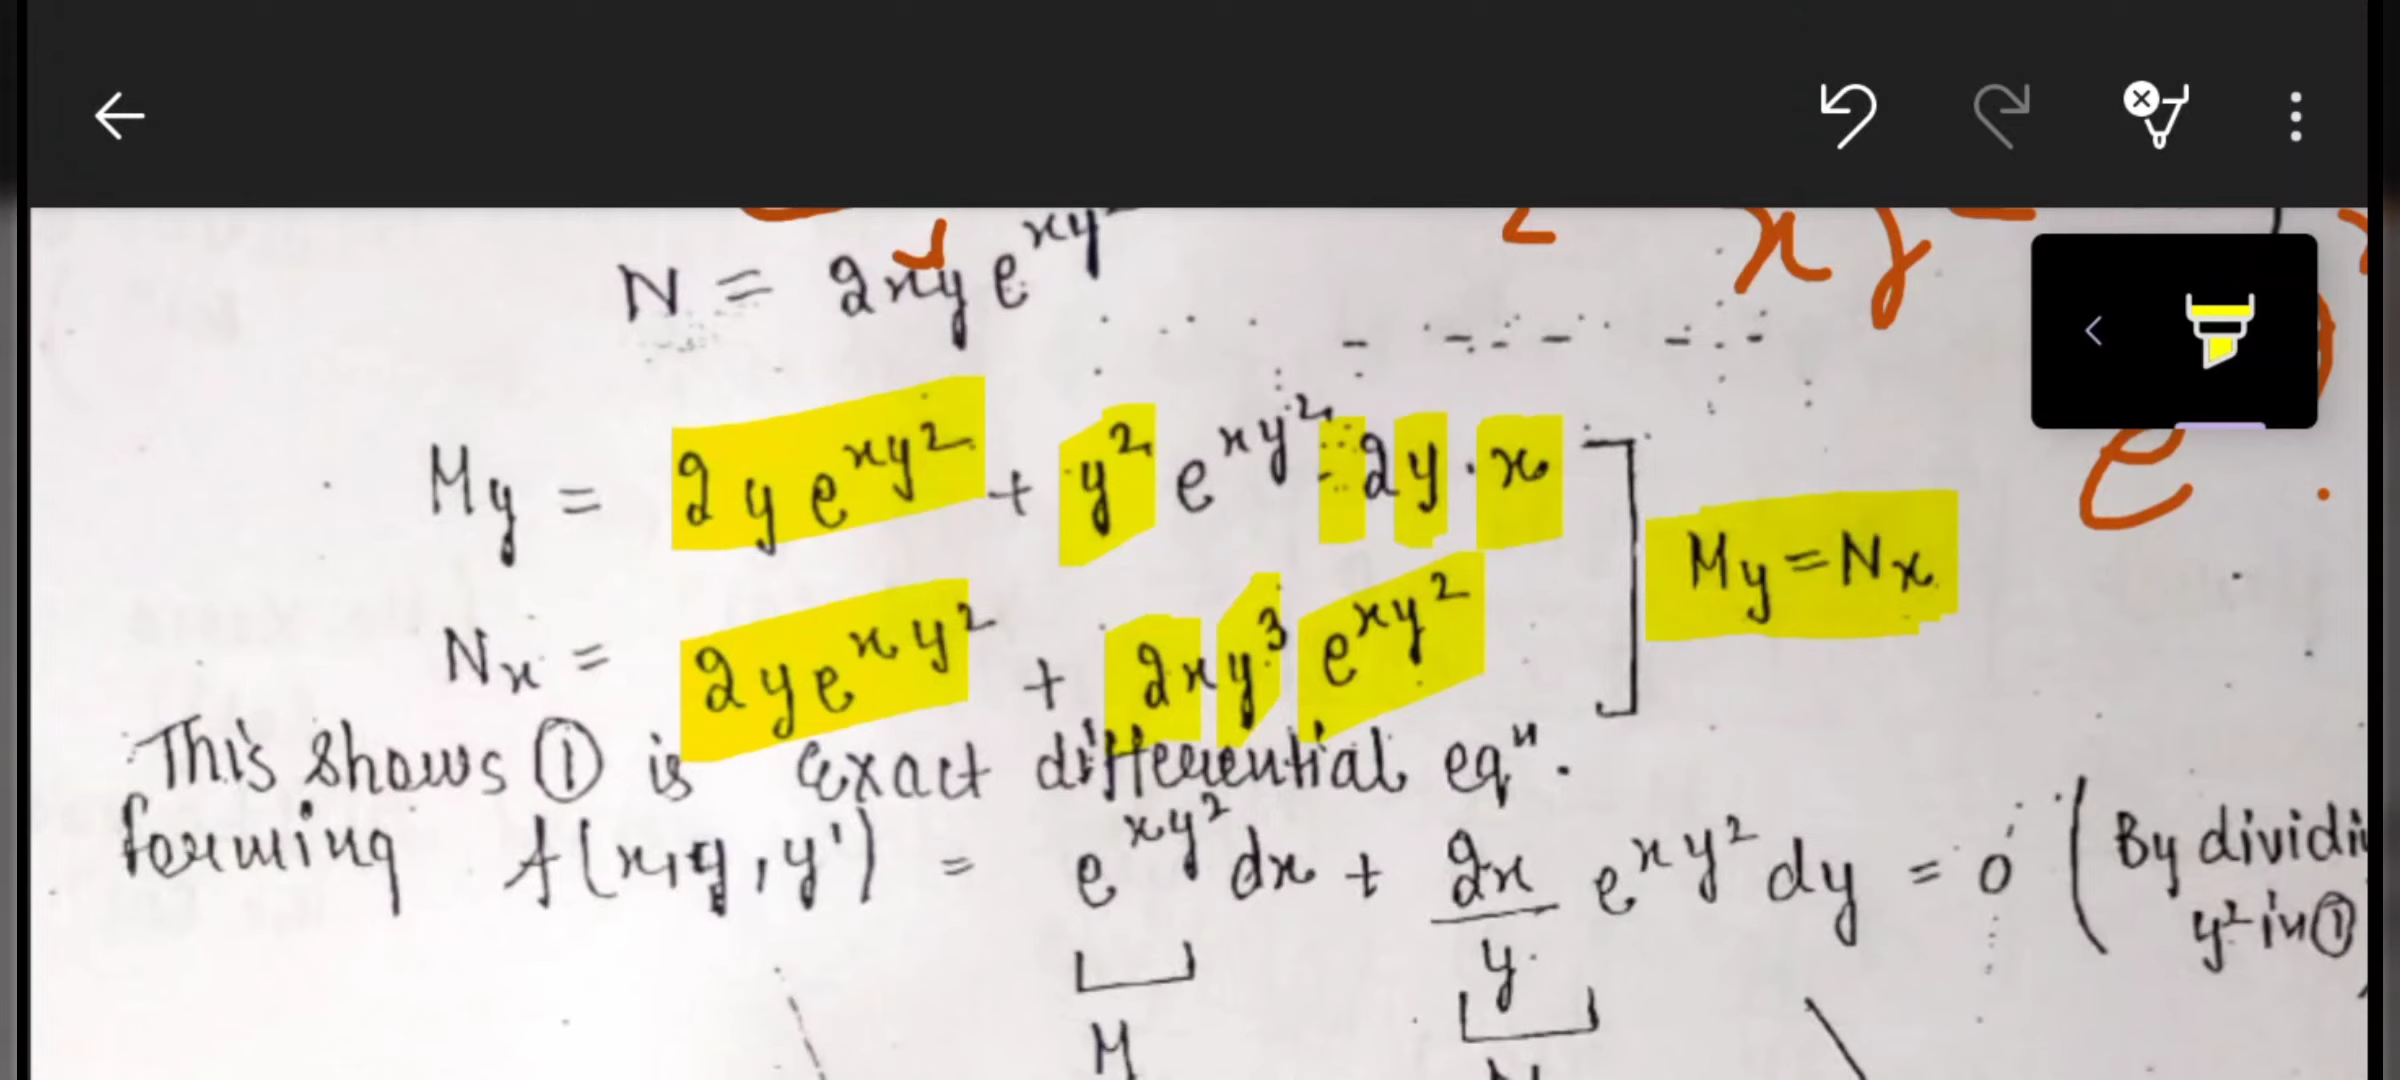 N = 2xy e^xy²
My = 2y e^xy² + y² e^xy² 2y · x
My = Nx
Nx = 2y e^xy² + 2xy³ e^xy²
This shows ① is exact differential eqⁿ.
forming f(x,y,y') = e^xy² dx + 2x/y e^xy² dy = 0 ( By dividi
y² in ①
M
e.